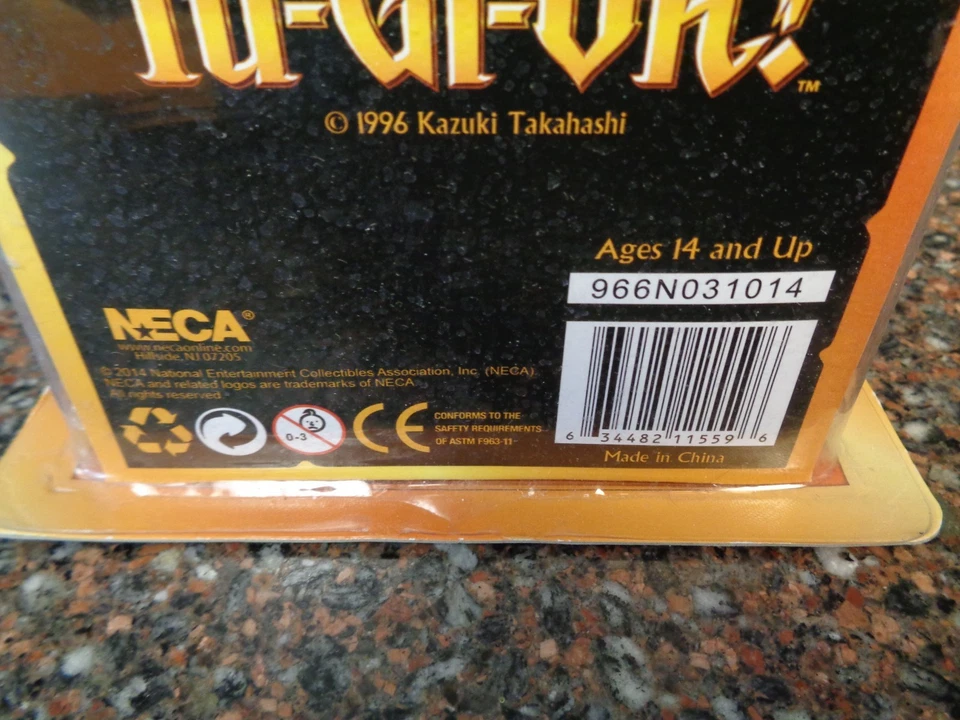 Yu-Gi-Oh!™
© 1996 Kazuki Takahashi
Ages 14 and Up
966N031014
NECA®
www.necaonline.com
Hillside, NJ 07205
© 2014 National Entertainment Collectibles Association, Inc. (NECA).
NECA and related logos are trademarks of NECA
All rights reserved
0-3
CE
CONFORMS TO THE
SAFETY REQUIREMENTS
OF ASTM F963-11
6 34482 11559 6
Made in China